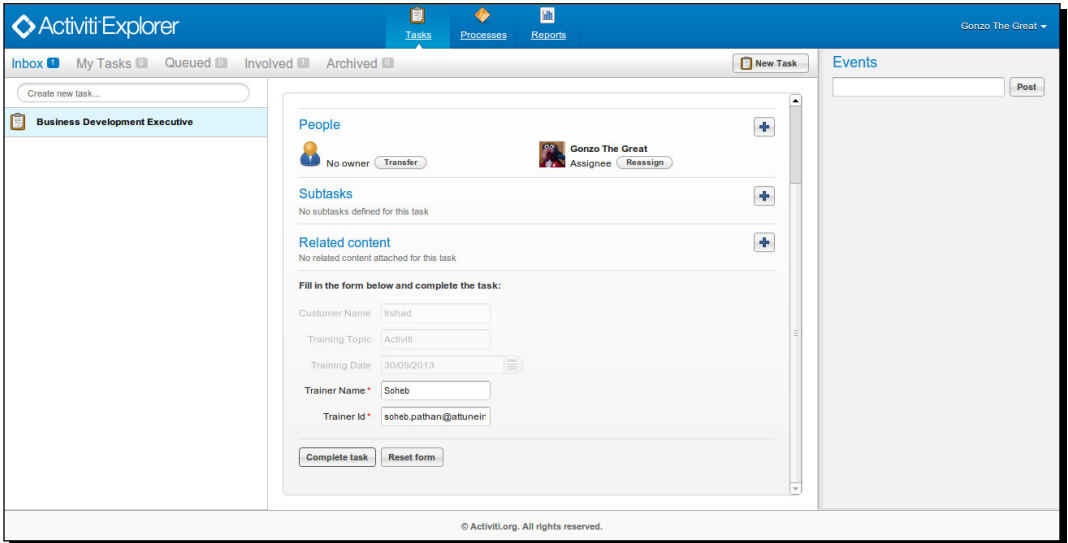 Activiti Explorer
Tasks
Processes
Reports
Gonzo The Great
Inbox 1 My Tasks 0 Queued 0 Involved 1 Archived 0
New Task
Events
Create new task...
Post
Business Development Executive
People
No owner Transfer
Gonzo The Great
Assignee Reassign
Subtasks
No subtasks defined for this task
Related content
No related content attached for this task
Fill in the form below and complete the task:
Customer Name Irshad
Training Topic Activiti
Training Date 30/09/2013
Trainer Name * Soheb
Trainer Id * soheb.pathan@attunein
Complete task Reset form
© Activiti.org. All rights reserved.